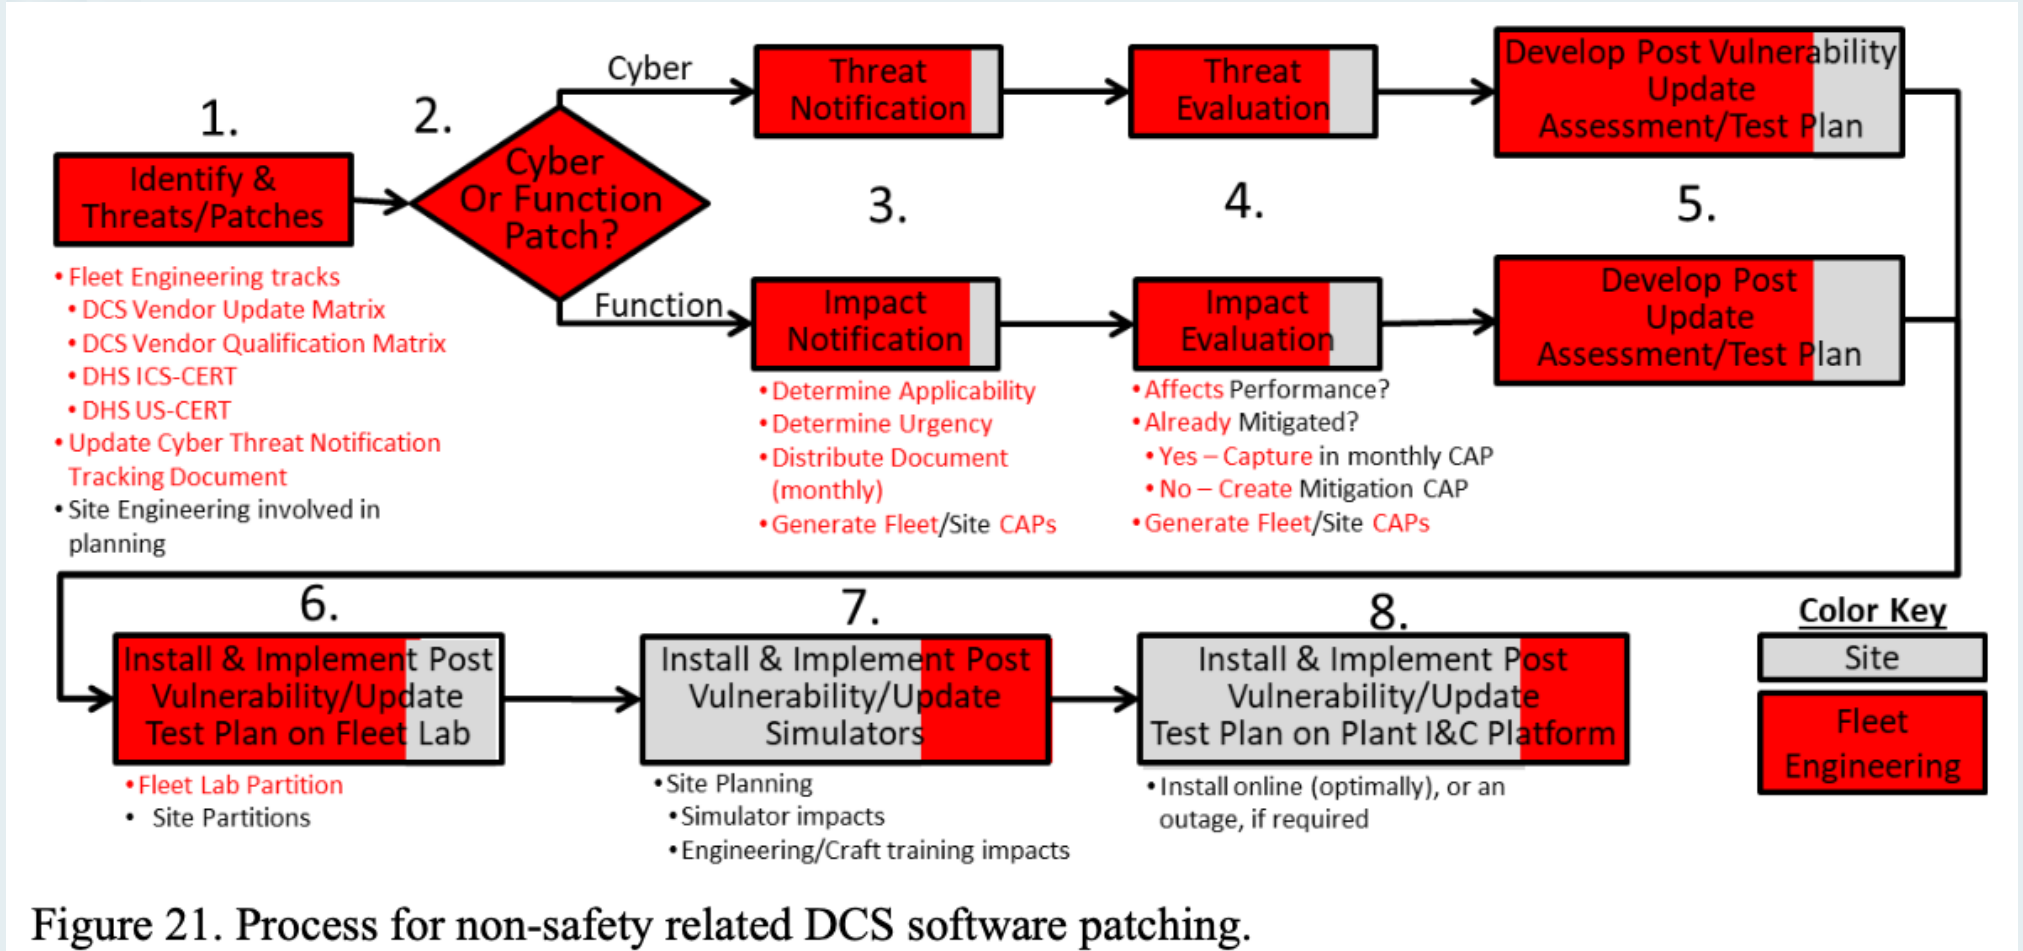 1.
Identify &
Threats/Patches
• Fleet Engineering tracks
• DCS Vendor Update Matrix
• DCS Vendor Qualification Matrix
• DHS ICS-CERT
• DHS US-CERT
• Update Cyber Threat Notification
Tracking Document
• Site Engineering involved in
planning
2.
Cyber
Or Function
Patch?
Cyber
Function
Threat
Notification
3.
Impact
Notification
• Determine Applicability
• Determine Urgency
• Distribute Document
(monthly)
• Generate Fleet/Site CAPs
Threat
Evaluation
4.
Impact
Evaluation
• Affects Performance?
• Already Mitigated?
• Yes – Capture in monthly CAP
• No – Create Mitigation CAP
• Generate Fleet/Site CAPs
Develop Post Vulnerability
Update
Assessment/Test Plan
5.
Develop Post
Update
Assessment/Test Plan
6.
Install & Implement Post
Vulnerability/Update
Test Plan on Fleet Lab
• Fleet Lab Partition
• Site Partitions
7.
Install & Implement Post
Vulnerability/Update
Simulators
• Site Planning
• Simulator impacts
• Engineering/Craft training impacts
8.
Install & Implement Post
Vulnerability/Update
Test Plan on Plant I&C Platform
• Install online (optimally), or an
outage, if required
Color Key
Site
Fleet
Engineering
Figure 21. Process for non-safety related DCS software patching.